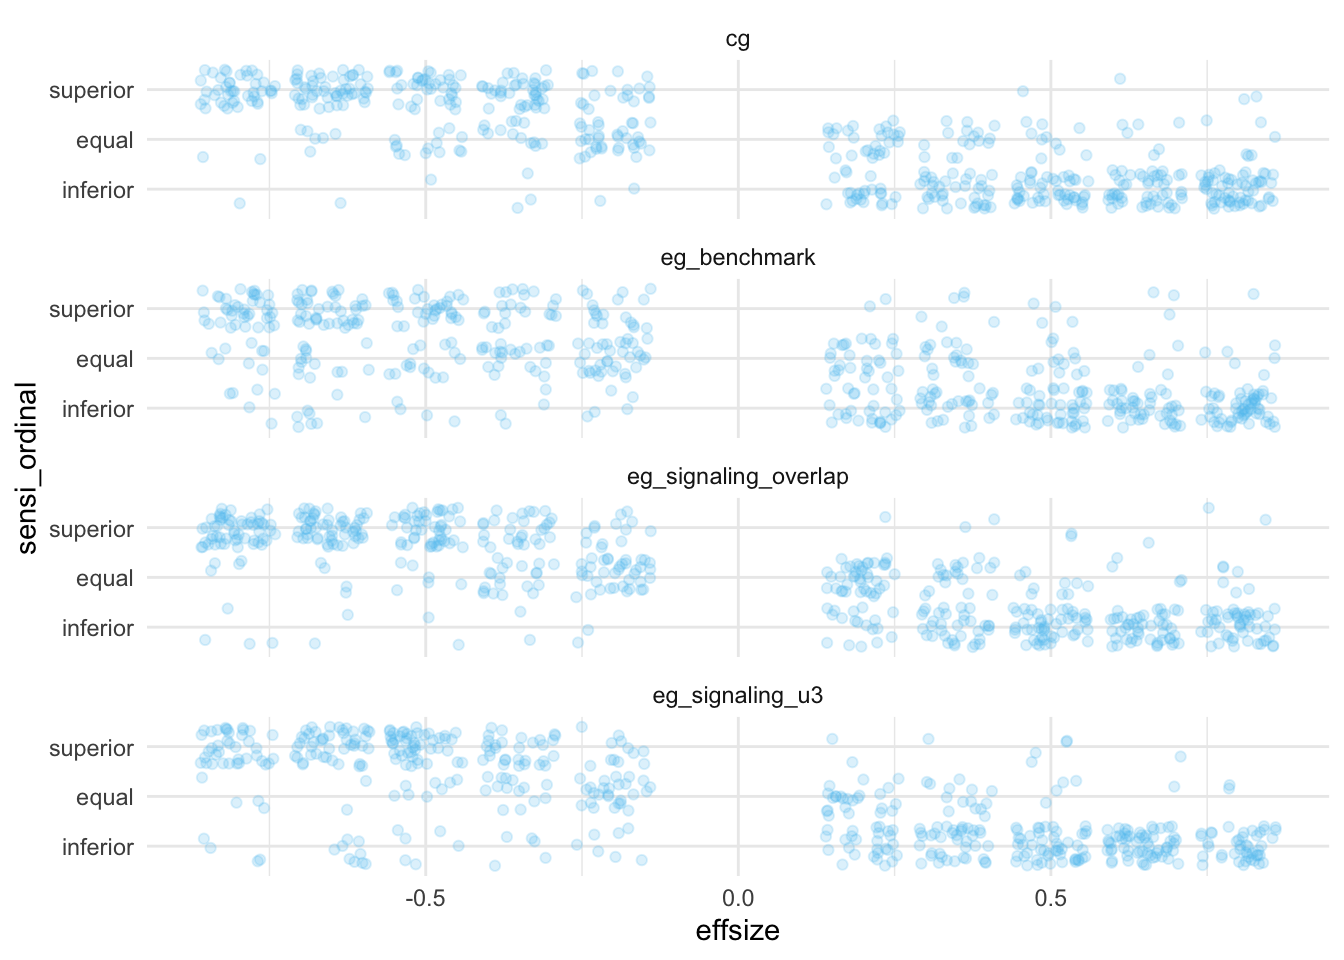 cg
superior
equal
inferior
eg_benchmark
superior
equal
inferior
eg_signaling_overlap
superior
equal
inferior
eg_signaling_u3
superior
equal
inferior
sensi_ordinal
-0.5 0.0 0.5
effsize